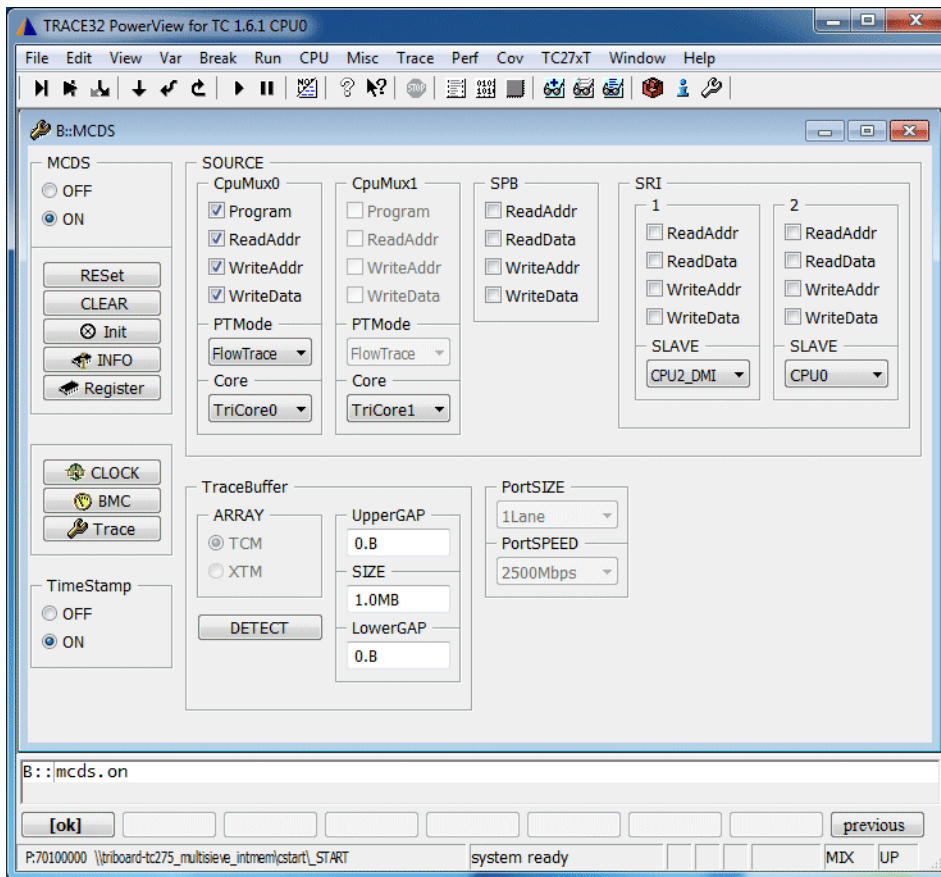 TRACE32 PowerView for TC 1.6.1 CPU0
File Edit View Var Break Run CPU Misc Trace Perf Cov TC27xT Window Help
B::MCDS
MCDS
OFF
ON
RESet
CLEAR
Init
INFO
Register
CLOCK
BMC
Trace
TimeStamp
OFF
ON
SOURCE
CpuMux0
Program
ReadAddr
WriteAddr
WriteData
PTMode
FlowTrace
Core
TriCore0
CpuMux1
Program
ReadAddr
WriteAddr
WriteData
PTMode
FlowTrace
Core
TriCore1
SPB
ReadAddr
ReadData
WriteAddr
WriteData
SRI
1
ReadAddr
ReadData
WriteAddr
WriteData
SLAVE
CPU2_DMI
2
ReadAddr
ReadData
WriteAddr
WriteData
SLAVE
CPU0
TraceBuffer
ARRAY
TCM
XTM
DETECT
UpperGAP
0.B
SIZE
1.0MB
LowerGAP
0.B
PortSIZE
1Lane
PortSPEED
2500Mbps
B::mcds.on
[ok] previous
P:70100000 \\triboard-tc275_multisieve_intmem\cstart\_START system ready MIX UP